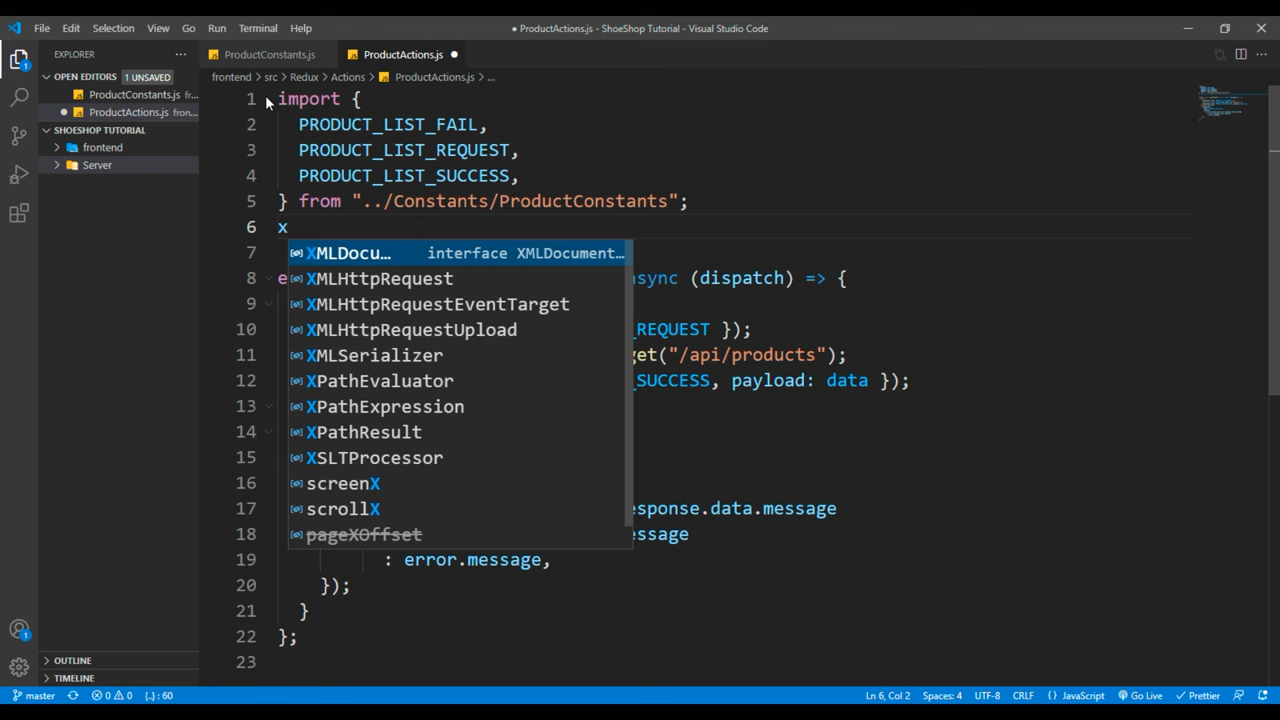 File Edit Selection View Go Run Terminal Help
● ProductActions.js - ShoeShop Tutorial - Visual Studio Code
EXPLORER ...
ProductConstants.js
ProductActions.js
frontend > src > Redux > Actions > ProductActions.js > ...
OPEN EDITORS 1 UNSAVED
ProductConstants.js fr...
ProductActions.js fron...
SHOESHOP TUTORIAL
frontend
Server
1 import {
2 PRODUCT_LIST_FAIL,
3 PRODUCT_LIST_REQUEST,
4 PRODUCT_LIST_SUCCESS,
5 } from "../Constants/ProductConstants";
6 x
7
XMLDocu... interface XMLDocument...
8 e sync (dispatch) => {
XMLHttpRequest
9
XMLHttpRequestEventTarget
10 _REQUEST });
XMLHttpRequestUpload
11 get("/api/products");
XMLSerializer
12 _SUCCESS, payload: data });
XPathEvaluator
13
XPathExpression
14
XPathResult
15
XSLTProcessor
16
screenX
17 esponse.data.message
scrollX
18 essage
pageXOffset
19 : error.message,
20 });
21 }
22 };
23
OUTLINE
TIMELINE
1
1
master 0 0 {..} : 60 Ln 6, Col 2 Spaces: 4 UTF-8 CRLF {} JavaScript Go Live Prettier